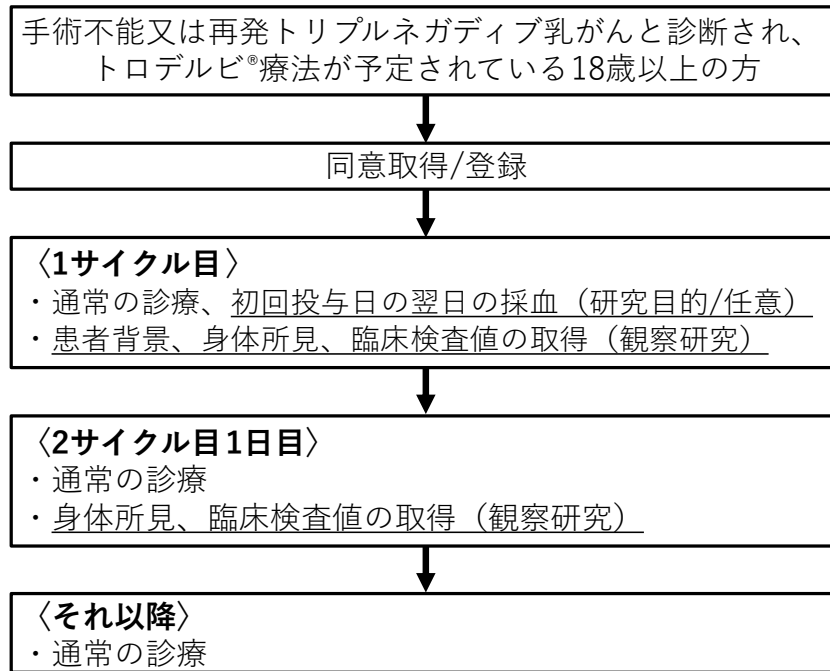 手術不能又は再発トリプルネガディブ乳がんと診断され、
トロデルビ®療法が予定されている18歳以上の方
同意取得/登録
〈1サイクル目〉
・通常の診療、初回投与日の翌日の採血（研究目的/任意）
・患者背景、身体所見、臨床検査値の取得（観察研究）
〈2サイクル目1日目〉
・通常の診療
・身体所見、臨床検査値の取得（観察研究）
〈それ以降〉
・通常の診療